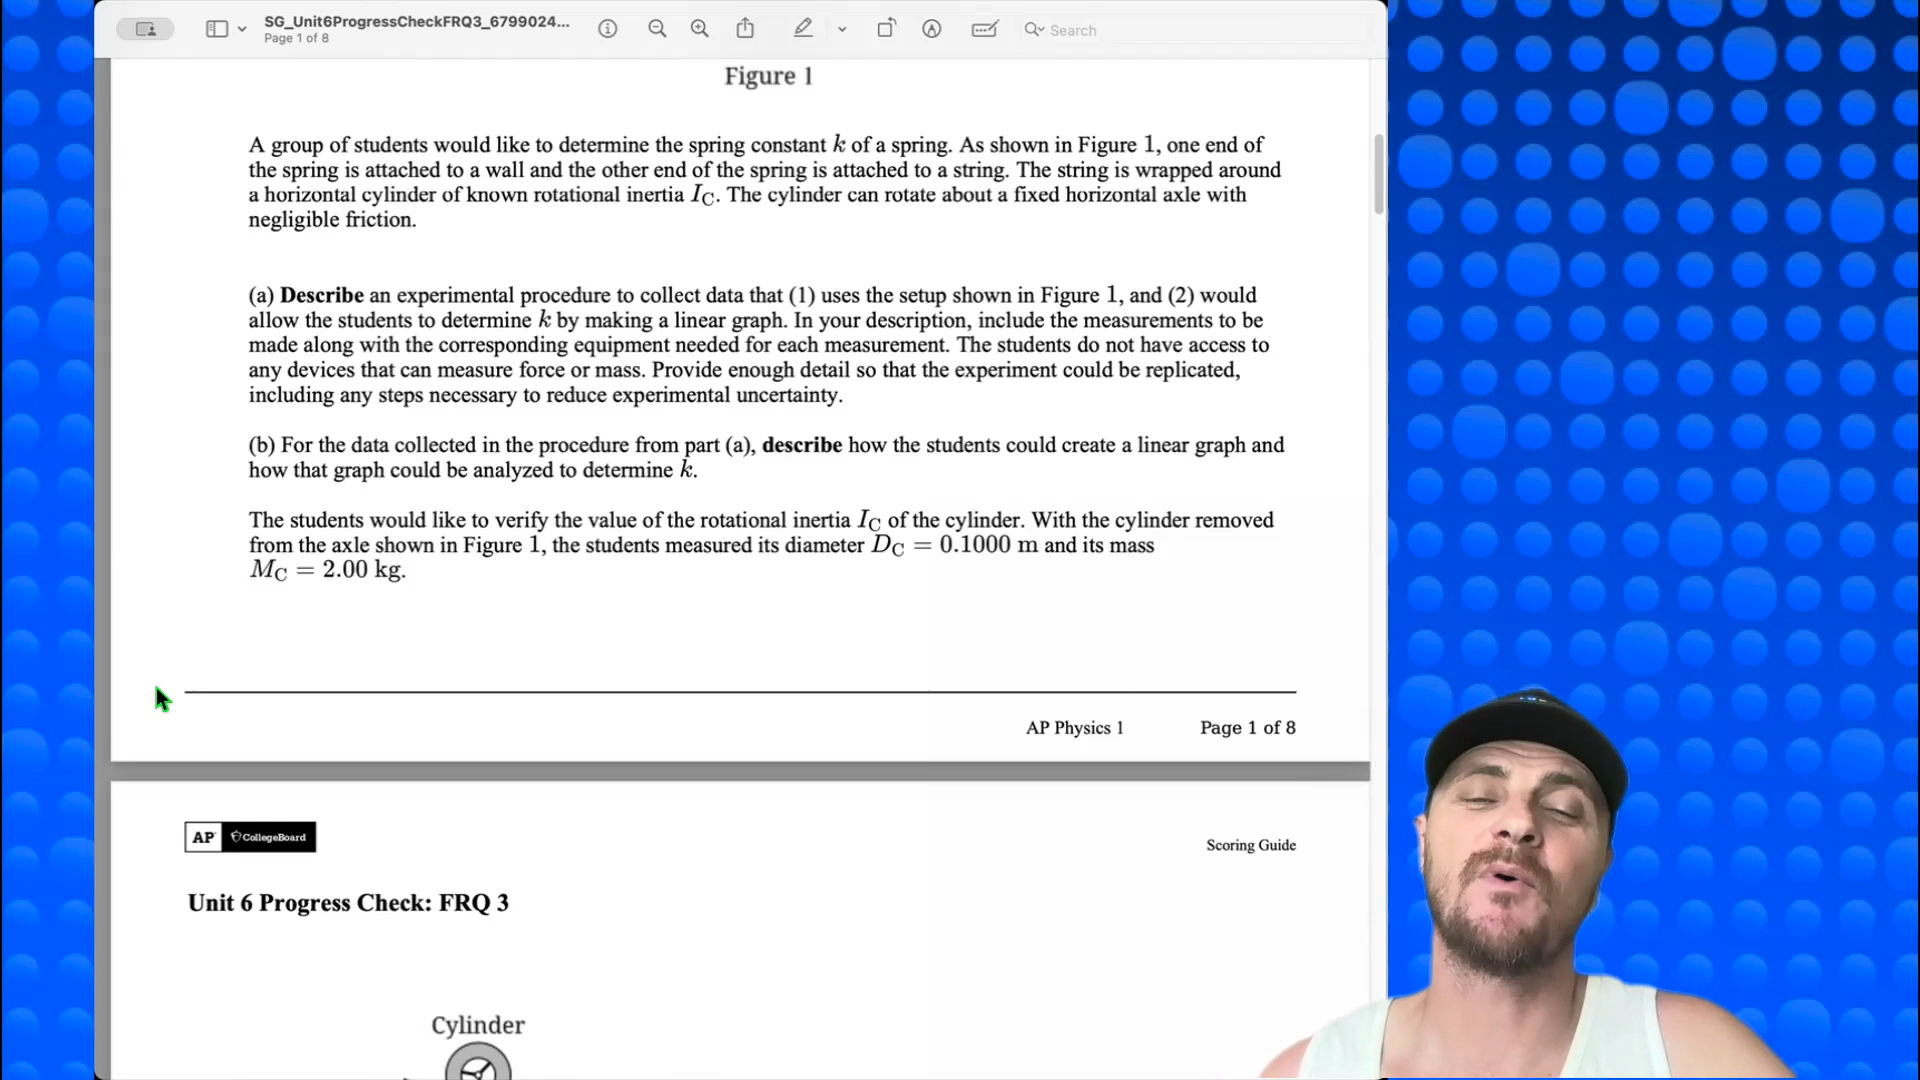 SG_Unit6ProgressCheckFRQ3_6799024...
Page 1 of 8
Search
Figure 1
A group of students would like to determine the spring constant k of a spring. As shown in Figure 1, one end of
the spring is attached to a wall and the other end of the spring is attached to a string. The string is wrapped around
a horizontal cylinder of known rotational inertia I_C. The cylinder can rotate about a fixed horizontal axle with
negligible friction.
(a) Describe an experimental procedure to collect data that (1) uses the setup shown in Figure 1, and (2) would
allow the students to determine k by making a linear graph. In your description, include the measurements to be
made along with the corresponding equipment needed for each measurement. The students do not have access to
any devices that can measure force or mass. Provide enough detail so that the experiment could be replicated,
including any steps necessary to reduce experimental uncertainty.
(b) For the data collected in the procedure from part (a), describe how the students could create a linear graph and
how that graph could be analyzed to determine k.
The students would like to verify the value of the rotational inertia I_C of the cylinder. With the cylinder removed
from the axle shown in Figure 1, the students measured its diameter D_C = 0.1000 m and its mass
M_C = 2.00 kg.
AP Physics 1 Page 1 of 8
AP CollegeBoard
Scoring Guide
Unit 6 Progress Check: FRQ 3
Cylinder